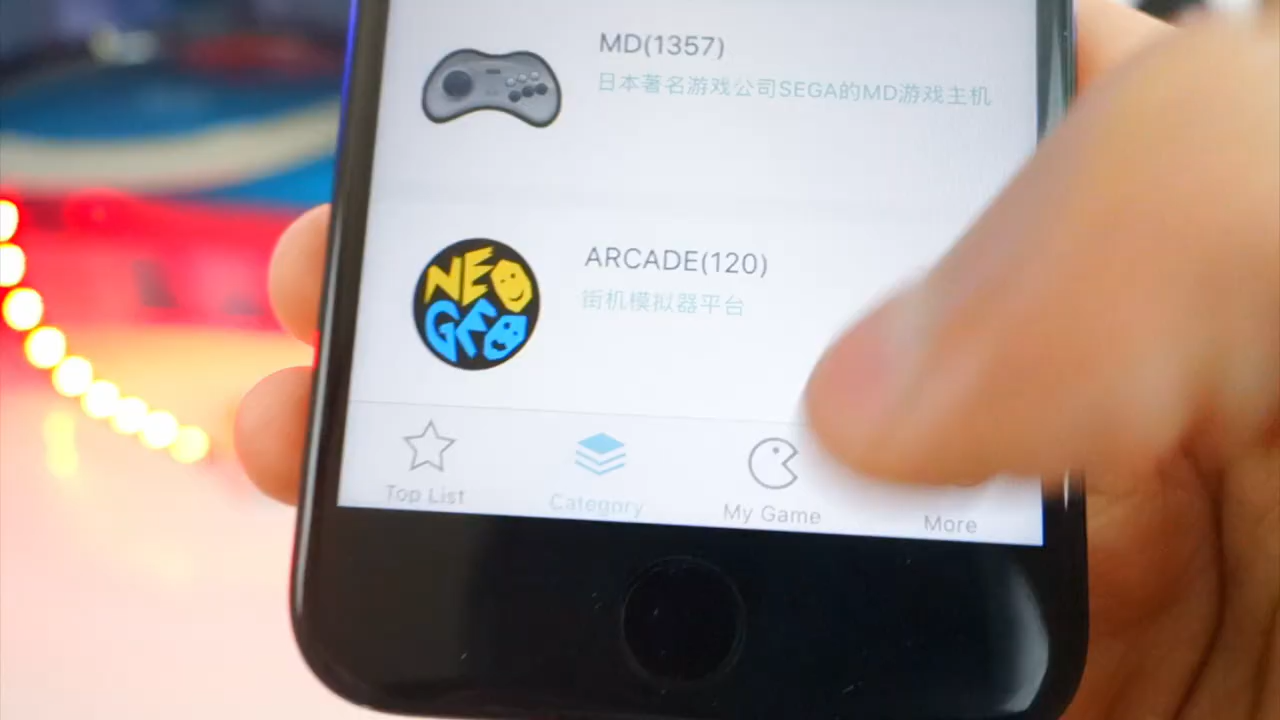 MD(1357)
日本著名游戏公司SEGA的MD游戏主机
NEO
GEO
ARCADE(120)
街机模拟器平台
Top List
Category
My Game
More